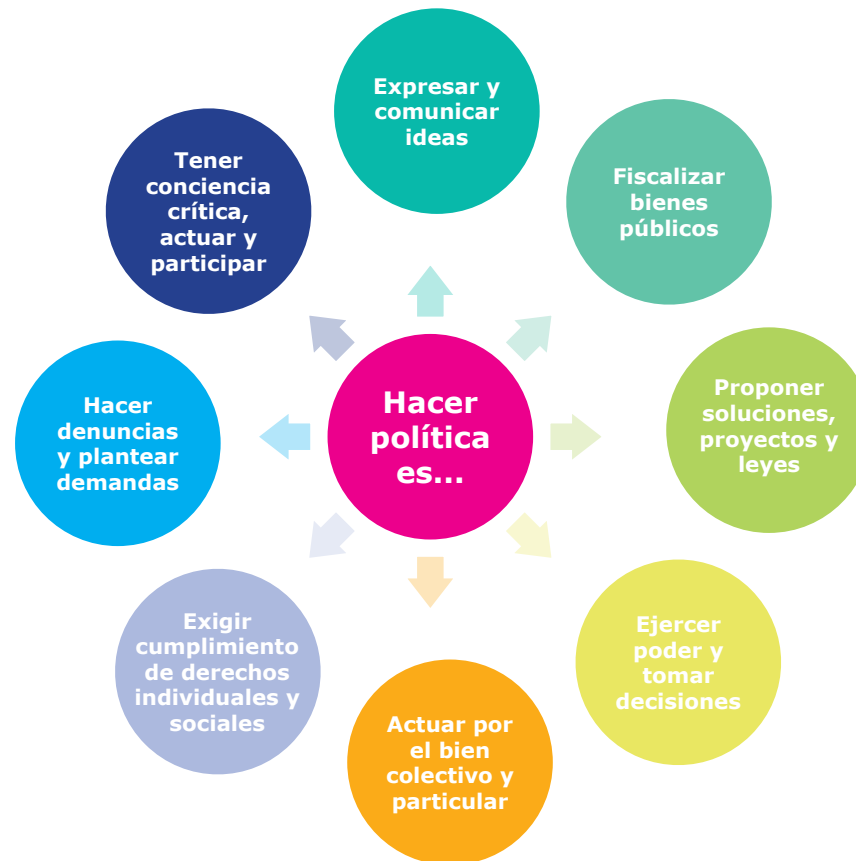 Expresar y
comunicar
ideas
Fiscalizar
bienes
públicos
Proponer
soluciones,
proyectos y
leyes
Ejercer
poder y
tomar
decisiones
Actuar por
el bien
colectivo y
particular
Exigir
cumplimiento
de derechos
individuales y
sociales
Hacer
denuncias
y plantear
demandas
Tener
conciencia
crítica,
actuar y
participar
Hacer
política
es...